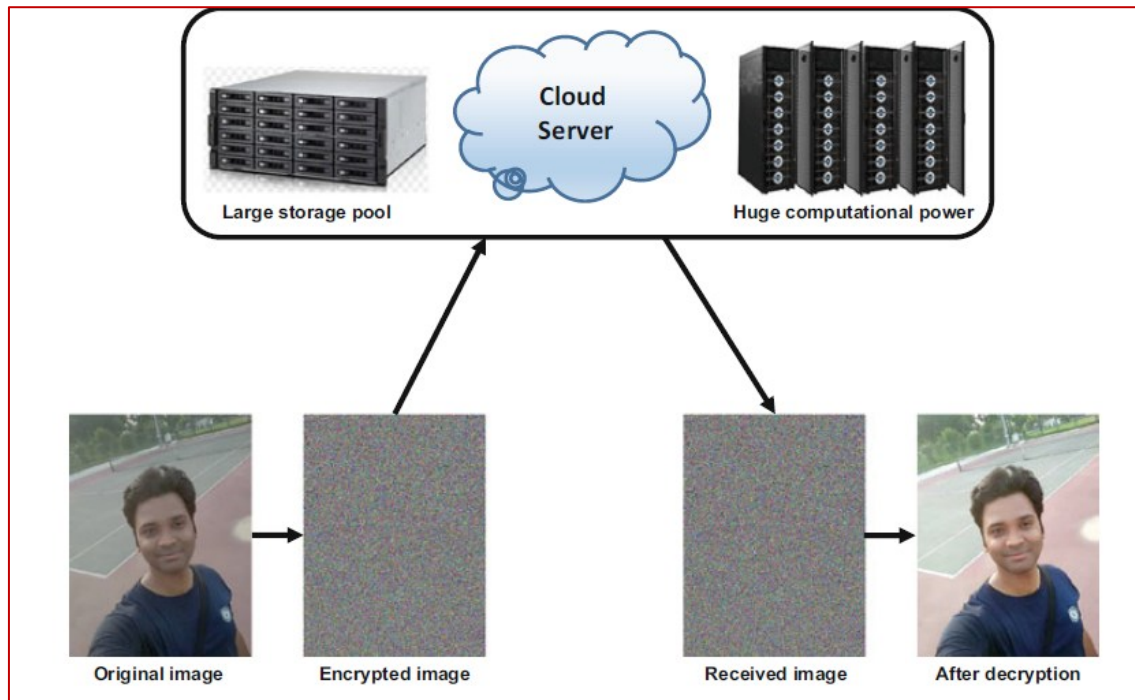 Cloud
Server
Large storage pool
Huge computational power
Original image
Encrypted image
Received image
After decryption